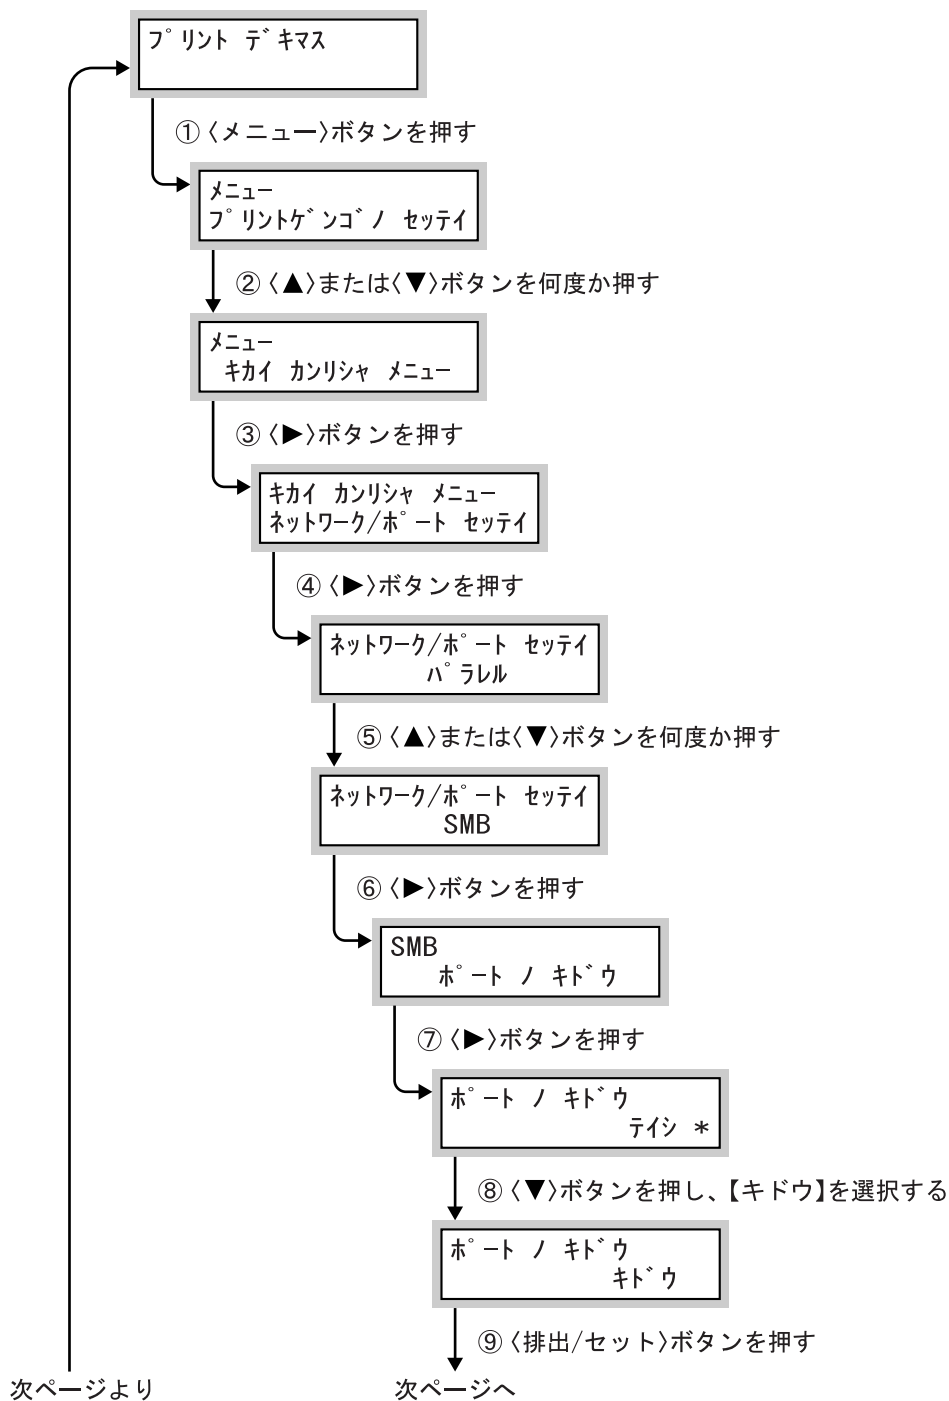 ﾌﾟﾘﾝﾄ ﾃﾞｷﾏｽ
①〈メニュー〉ボタンを押す
ﾒﾆｭｰ
ﾌﾟﾘﾝﾄｹﾞﾝｺﾞﾉ ｾｯﾃｲ
②〈▲〉または〈▼〉ボタンを何度か押す
ﾒﾆｭｰ
ｷｶｲ ｶﾝﾘｼｬ ﾒﾆｭｰ
③〈▶〉ボタンを押す
ｷｶｲ ｶﾝﾘｼｬ ﾒﾆｭｰ
ﾈｯﾄﾜｰｸ/ﾎﾟｰﾄ ｾｯﾃｲ
④〈▶〉ボタンを押す
ﾈｯﾄﾜｰｸ/ﾎﾟｰﾄ ｾｯﾃｲ
ﾊﾟﾗﾚﾙ
⑤〈▲〉または〈▼〉ボタンを何度か押す
ﾈｯﾄﾜｰｸ/ﾎﾟｰﾄ ｾｯﾃｲ
SMB
⑥〈▶〉ボタンを押す
SMB
ﾎﾟｰﾄ ﾉ ｷﾄﾞｳ
⑦〈▶〉ボタンを押す
ﾎﾟｰﾄ ﾉ ｷﾄﾞｳ
ﾃｲｼ *
⑧〈▼〉ボタンを押し、【キドウ】を選択する
ﾎﾟｰﾄ ﾉ ｷﾄﾞｳ
ｷﾄﾞｳ
⑨〈排出/セット〉ボタンを押す
次ページより
次ページへ